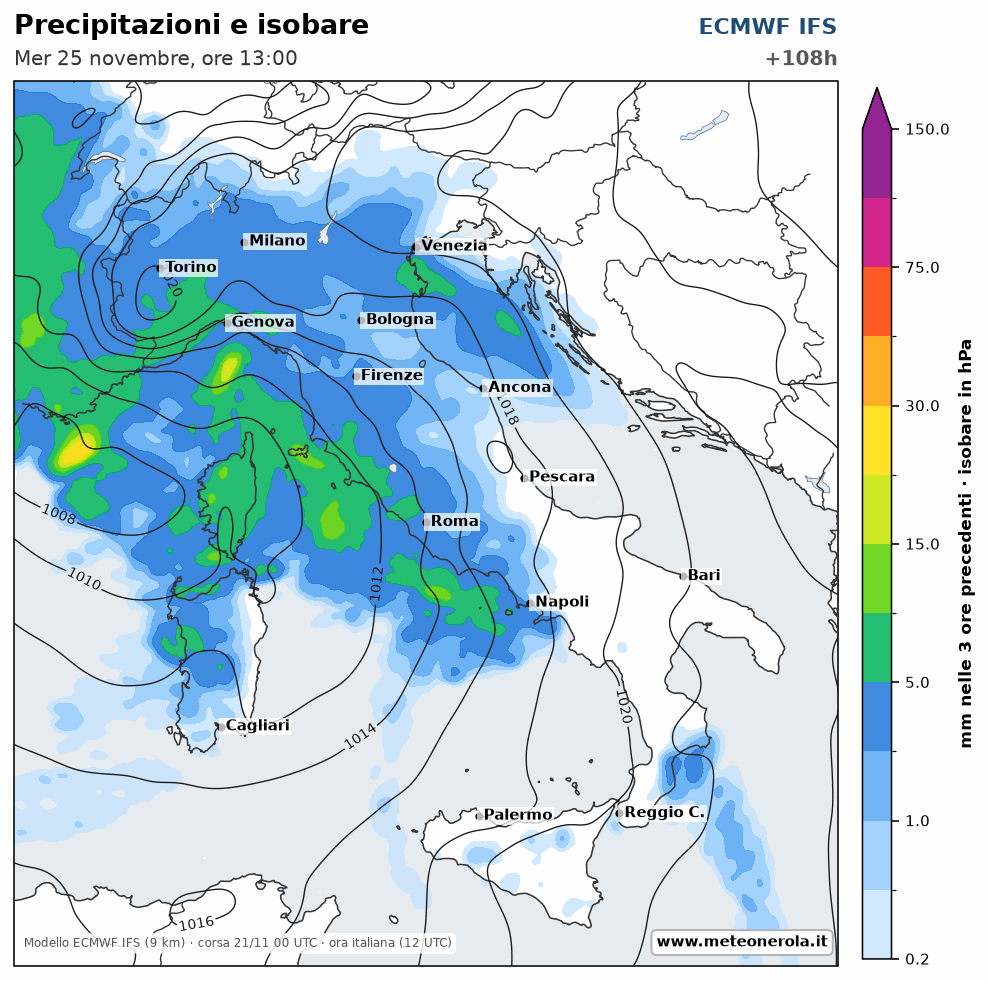 Precipitazioni e isobare
ECMWF IFS
Mer 25 novembre, ore 13:00
+108h
150.0
Milano
Venezia
Torino
75.0
1020
Genova
Bologna
Firenze
Ancona
30.0
1018
Pescara
1008
Roma
15.0
1010
1012
Bari
Napoli
5.0
1020
Cagliari
1014
Palermo
Reggio C.
1.0
1016
Modello ECMWF IFS (9 km) · corsa 21/11 00 UTC · ora italiana (12 UTC)
www.meteonerola.it
0.2
mm nelle 3 ore precedenti · isobare in hPa